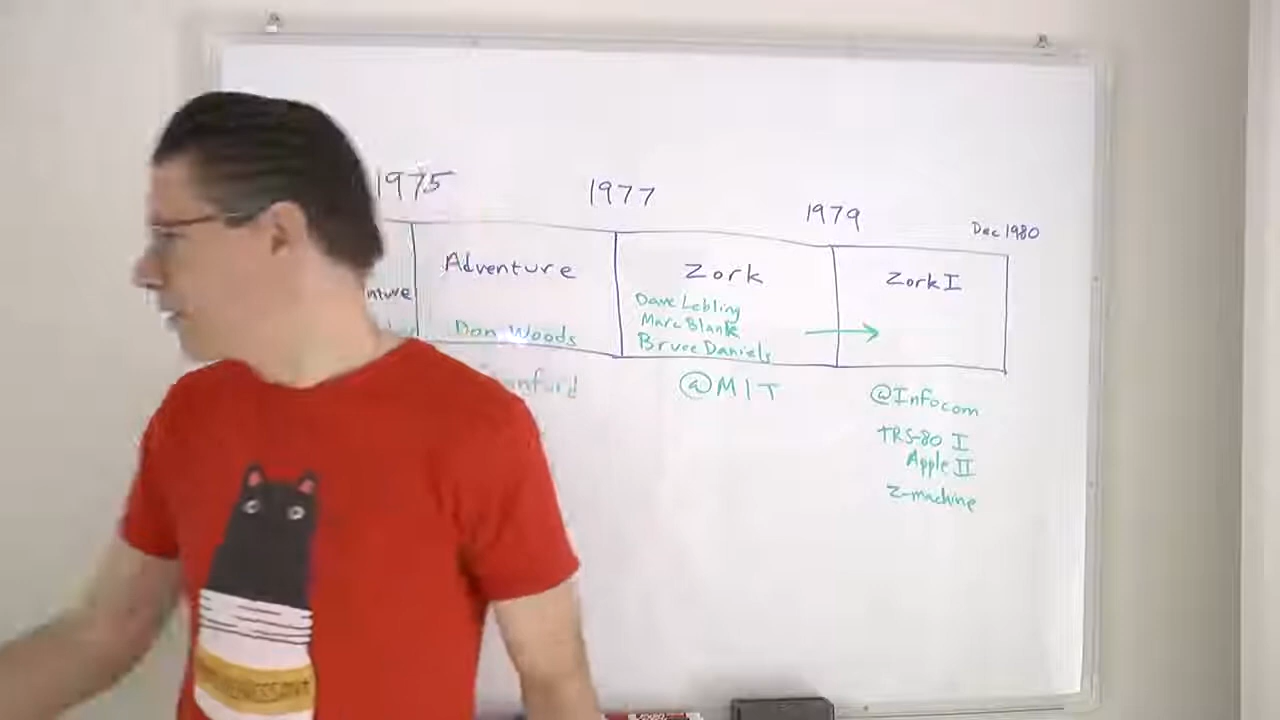 1975
1977
1979
Dec 1980
Adventure
Zork
Zork I
Don Woods
Dave Lebling
Marc Blank
Bruce Daniels
@MIT
@Infocom
TRS-80 I
Apple II
Z-machine